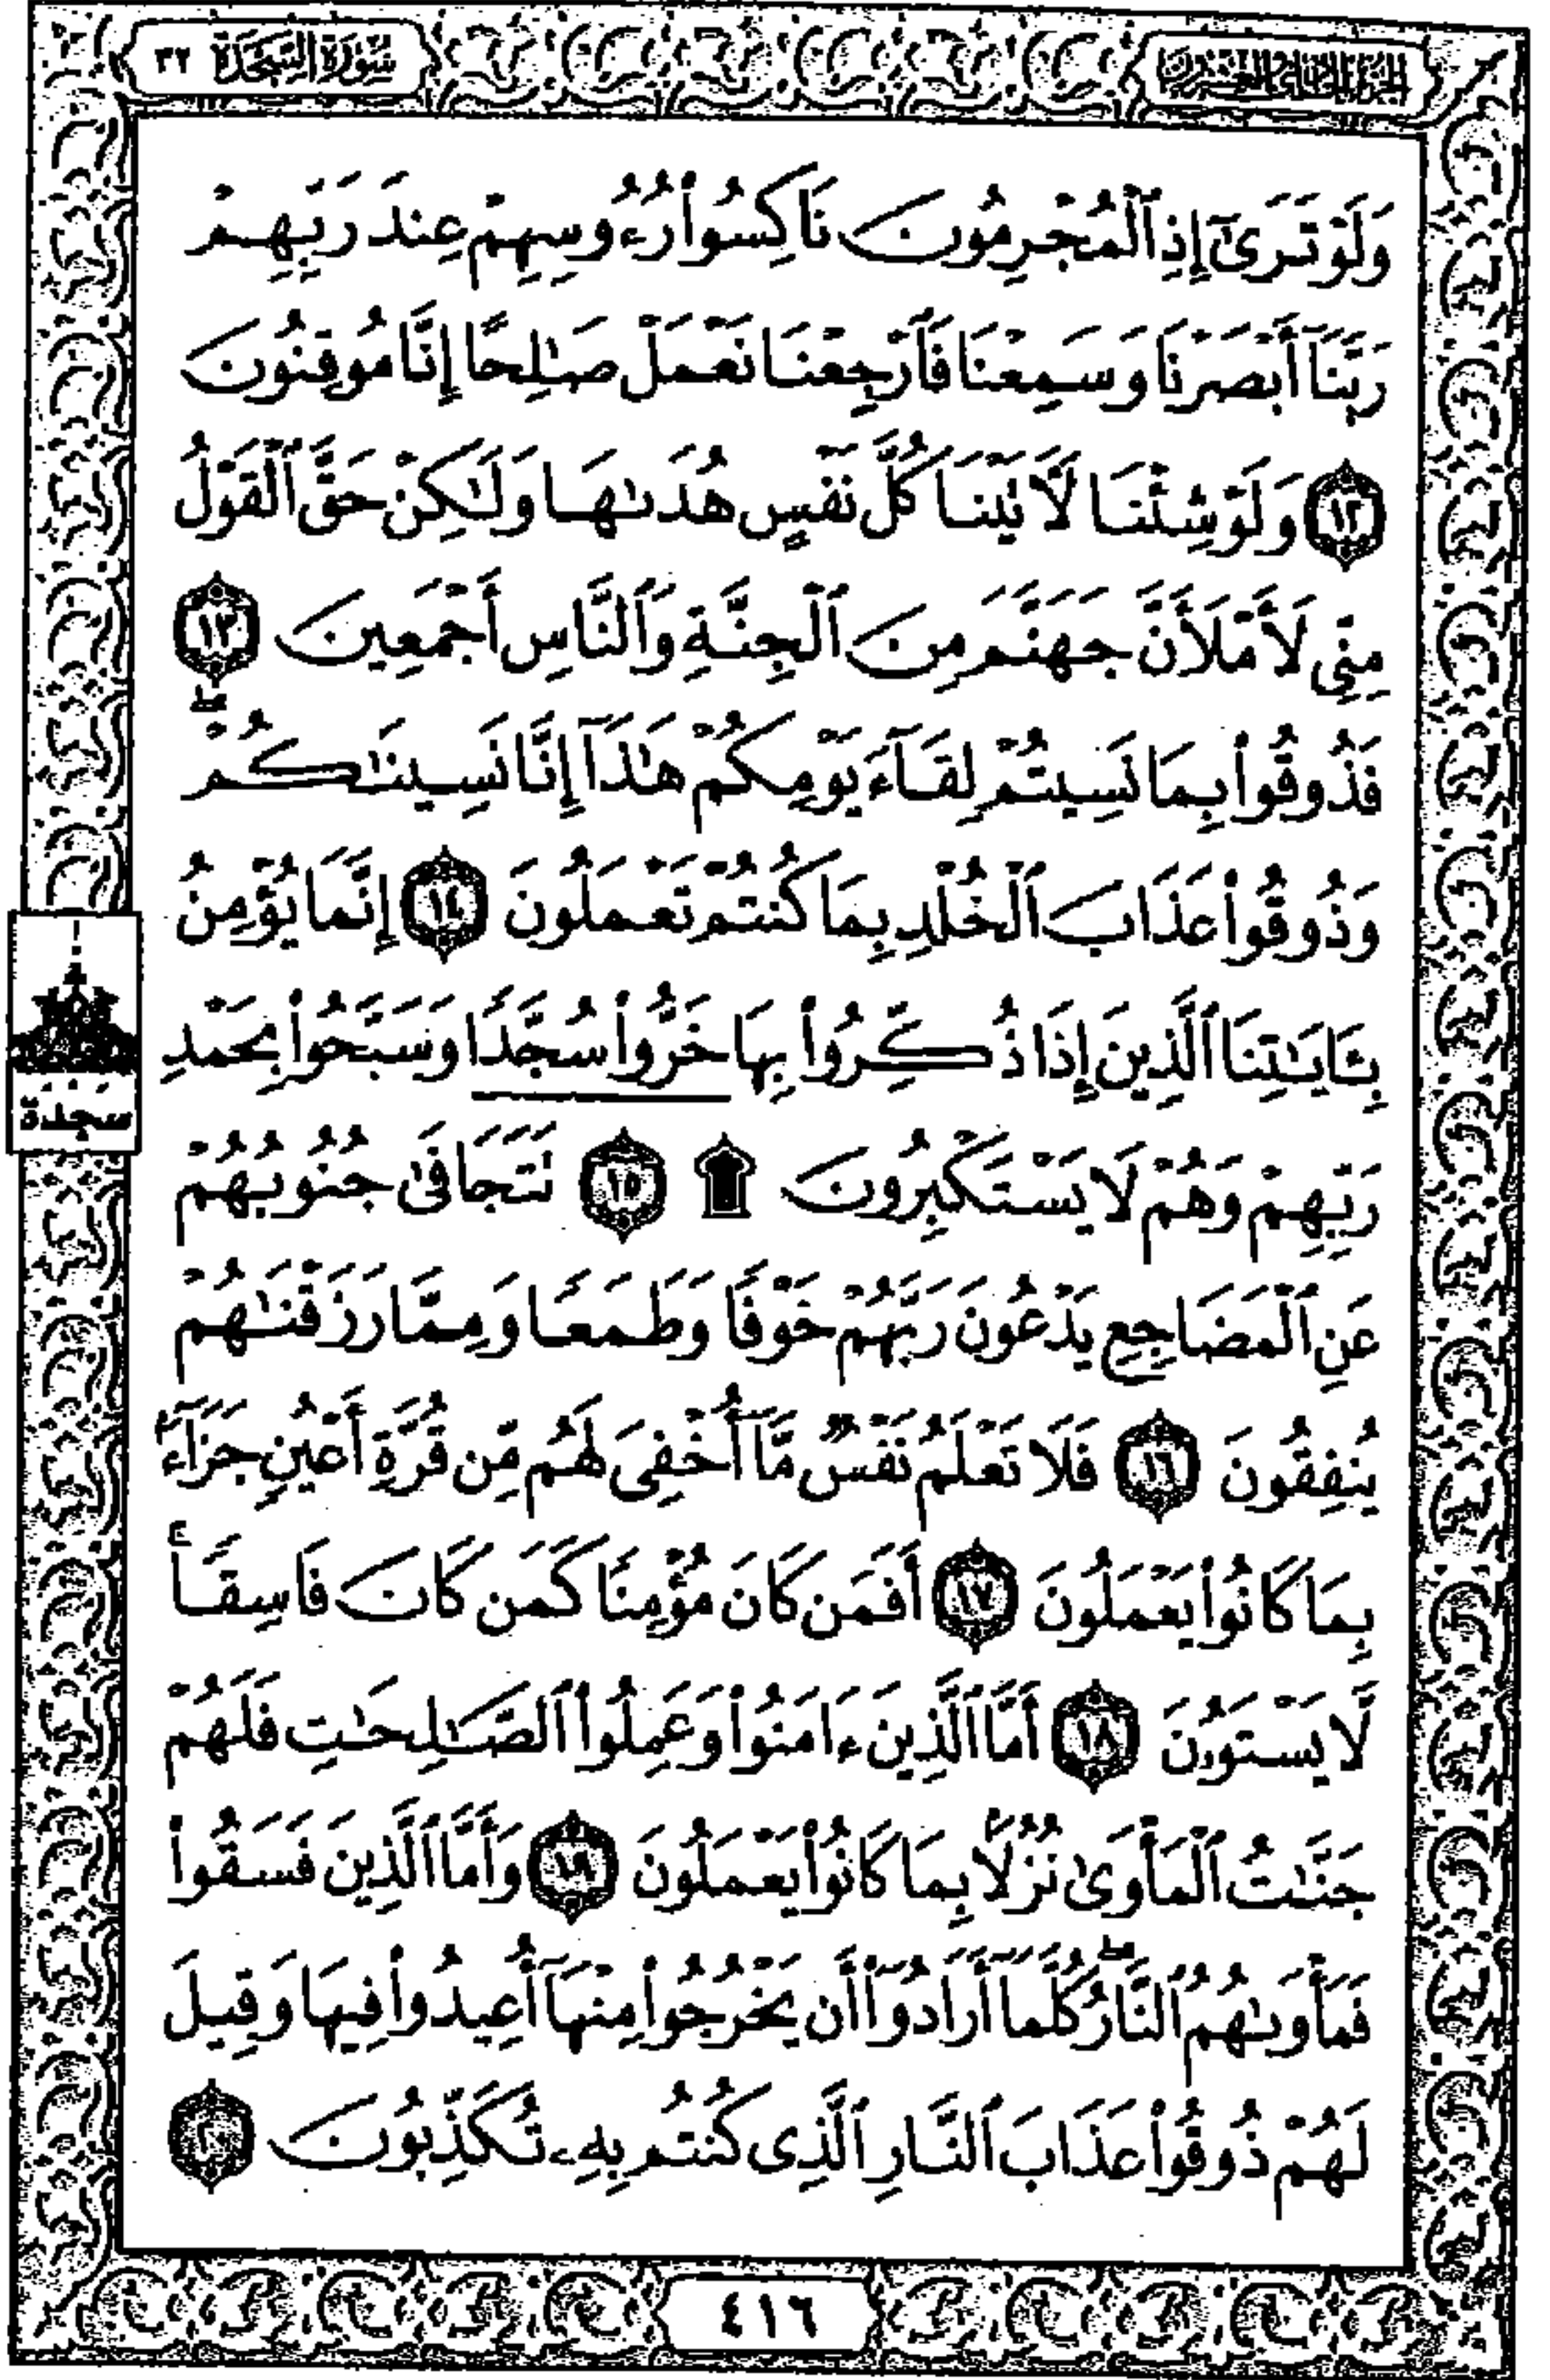 الجزء الحادي والعشرون
سورة السجدة ٣٢
وَلَوْ تَرَىٰٓ إِذِ ٱلْمُجْرِمُونَ نَاكِسُوا۟ رُءُوسِهِمْ عِندَ رَبِّهِمْ
رَبَّنَآ أَبْصَرْنَا وَسَمِعْنَا فَٱرْجِعْنَا نَعْمَلْ صَٰلِحًا إِنَّا مُوقِنُونَ
١٢ وَلَوْ شِئْنَا لَءَاتَيْنَا كُلَّ نَفْسٍ هُدَىٰهَا وَلَٰكِنْ حَقَّ ٱلْقَوْلُ
مِنِّى لَأَمْلَأَنَّ جَهَنَّمَ مِنَ ٱلْجِنَّةِ وَٱلنَّاسِ أَجْمَعِينَ ١٣
فَذُوقُوا۟ بِمَا نَسِيتُمْ لِقَآءَ يَوْمِكُمْ هَٰذَآ إِنَّا نَسِينَٰكُمْ ۖ
وَذُوقُوا۟ عَذَابَ ٱلْخُلْدِ بِمَا كُنتُمْ تَعْمَلُونَ ١٤ إِنَّمَا يُؤْمِنُ
بِـَٔايَٰتِنَا ٱلَّذِينَ إِذَا ذُكِّرُوا۟ بِهَا خَرُّوا۟ سُجَّدًا وَسَبَّحُوا۟ بِحَمْدِ
سجدة
رَبِّهِمْ وَهُمْ لَا يَسْتَكْبِرُونَ ۩ ١٥ تَتَجَافَىٰ جُنُوبُهُمْ
عَنِ ٱلْمَضَاجِعِ يَدْعُونَ رَبَّهُمْ خَوْفًا وَطَمَعًا وَمِمَّا رَزَقْنَٰهُمْ
يُنفِقُونَ ١٦ فَلَا تَعْلَمُ نَفْسٌ مَّآ أُخْفِىَ لَهُم مِّن قُرَّةِ أَعْيُنٍ جَزَآءًۢ
بِمَا كَانُوا۟ يَعْمَلُونَ ١٧ أَفَمَن كَانَ مُؤْمِنًا كَمَن كَانَ فَاسِقًا ۚ
لَّا يَسْتَوُۥنَ ١٨ أَمَّا ٱلَّذِينَ ءَامَنُوا۟ وَعَمِلُوا۟ ٱلصَّٰلِحَٰتِ فَلَهُمْ
جَنَّٰتُ ٱلْمَأْوَىٰ نُزُلًۢا بِمَا كَانُوا۟ يَعْمَلُونَ ١٩ وَأَمَّا ٱلَّذِينَ فَسَقُوا۟
فَمَأْوَىٰهُمُ ٱلنَّارُ ۖ كُلَّمَآ أَرَادُوٓا۟ أَن يَخْرُجُوا۟ مِنْهَآ أُعِيدُوا۟ فِيهَا وَقِيلَ
لَهُمْ ذُوقُوا۟ عَذَابَ ٱلنَّارِ ٱلَّذِى كُنتُم بِهِۦ تُكَذِّبُونَ ٢٠
٤١٦